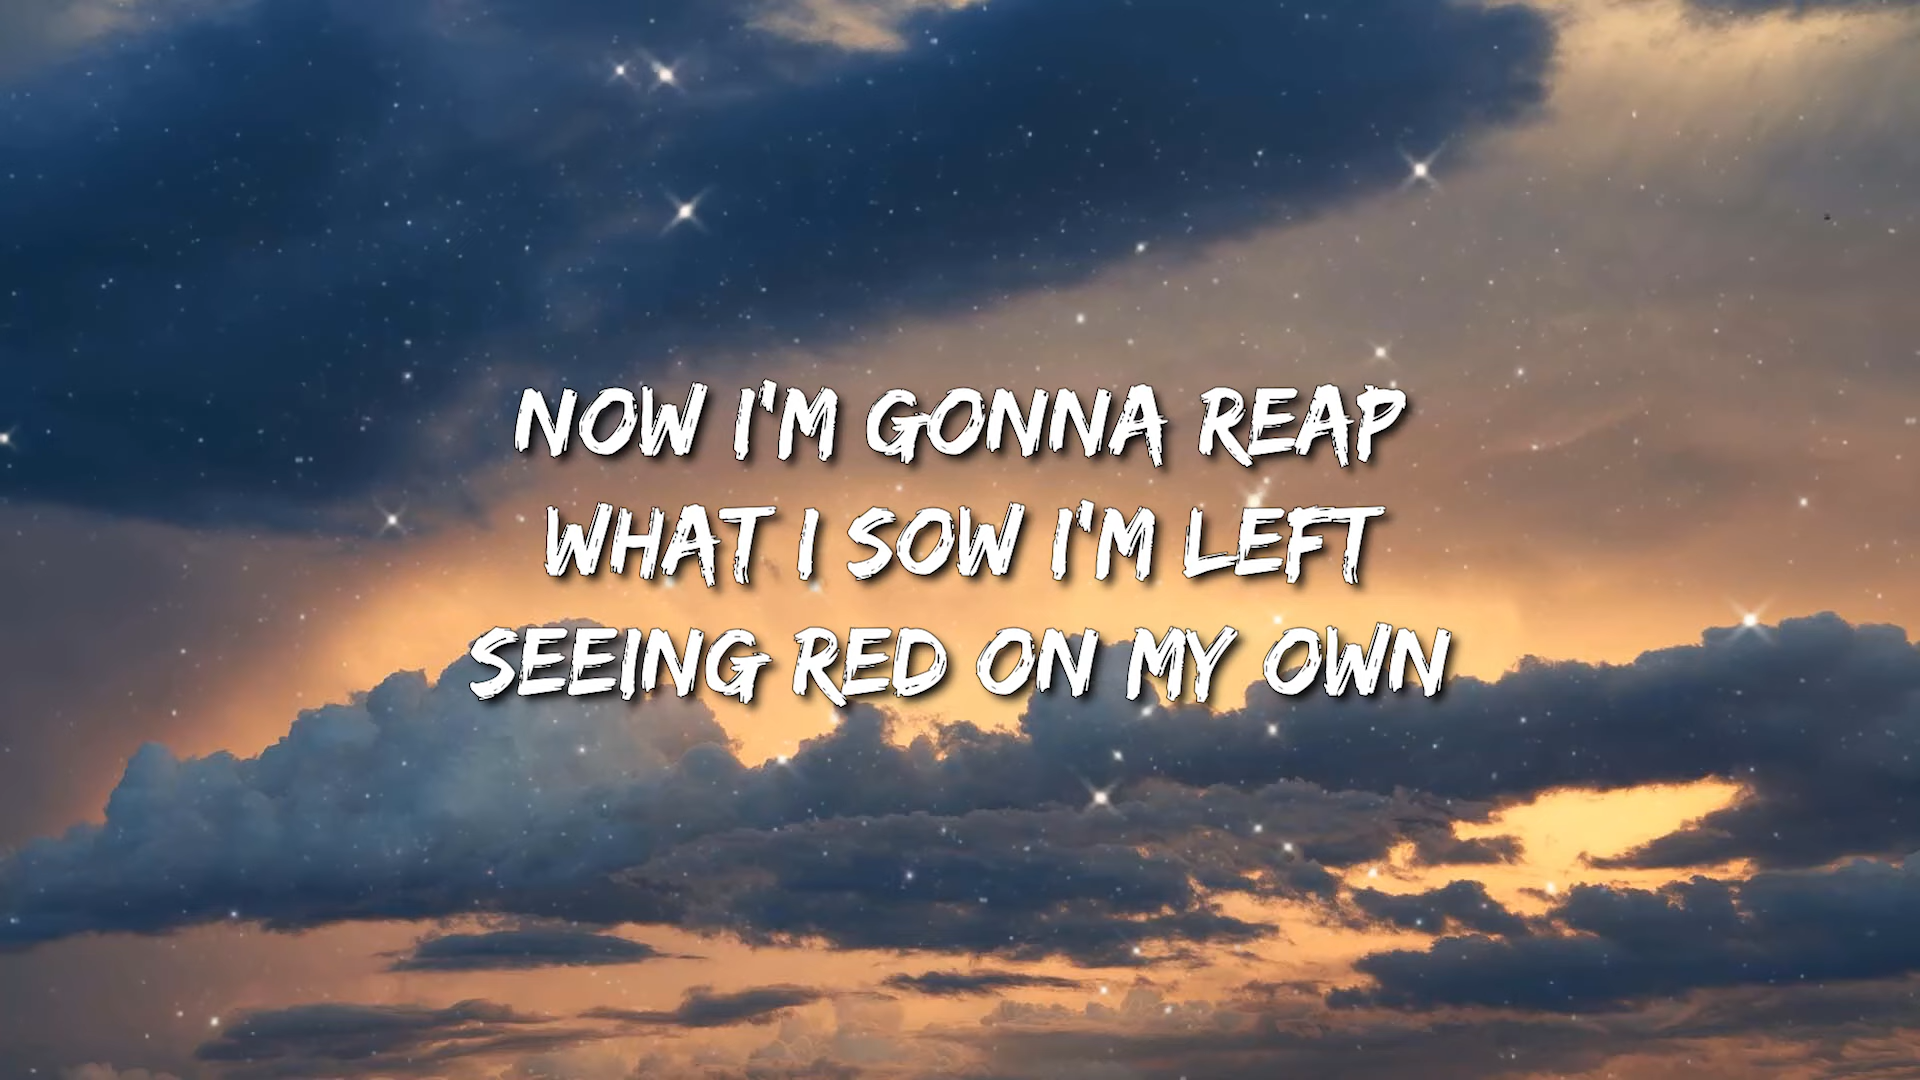 NOW I'M GONNA REAP
WHAT I SOW I'M LEFT
SEEING RED ON MY OWN